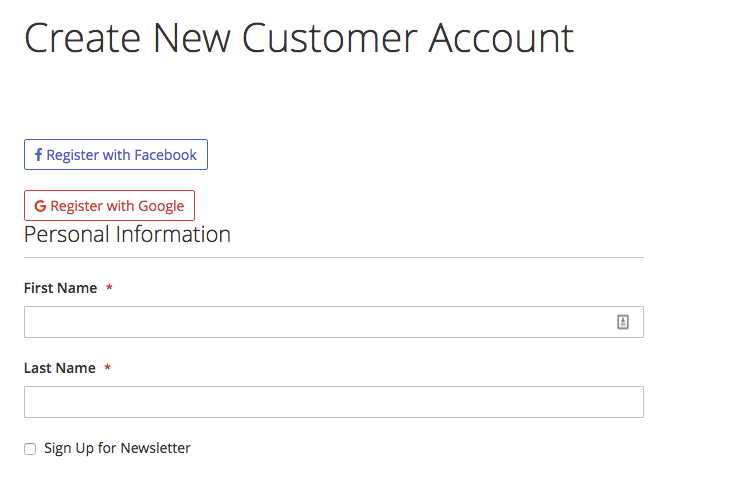 Create New Customer Account
Register with Facebook
Register with Google
Personal Information
First Name *
Last Name *
Sign Up for Newsletter